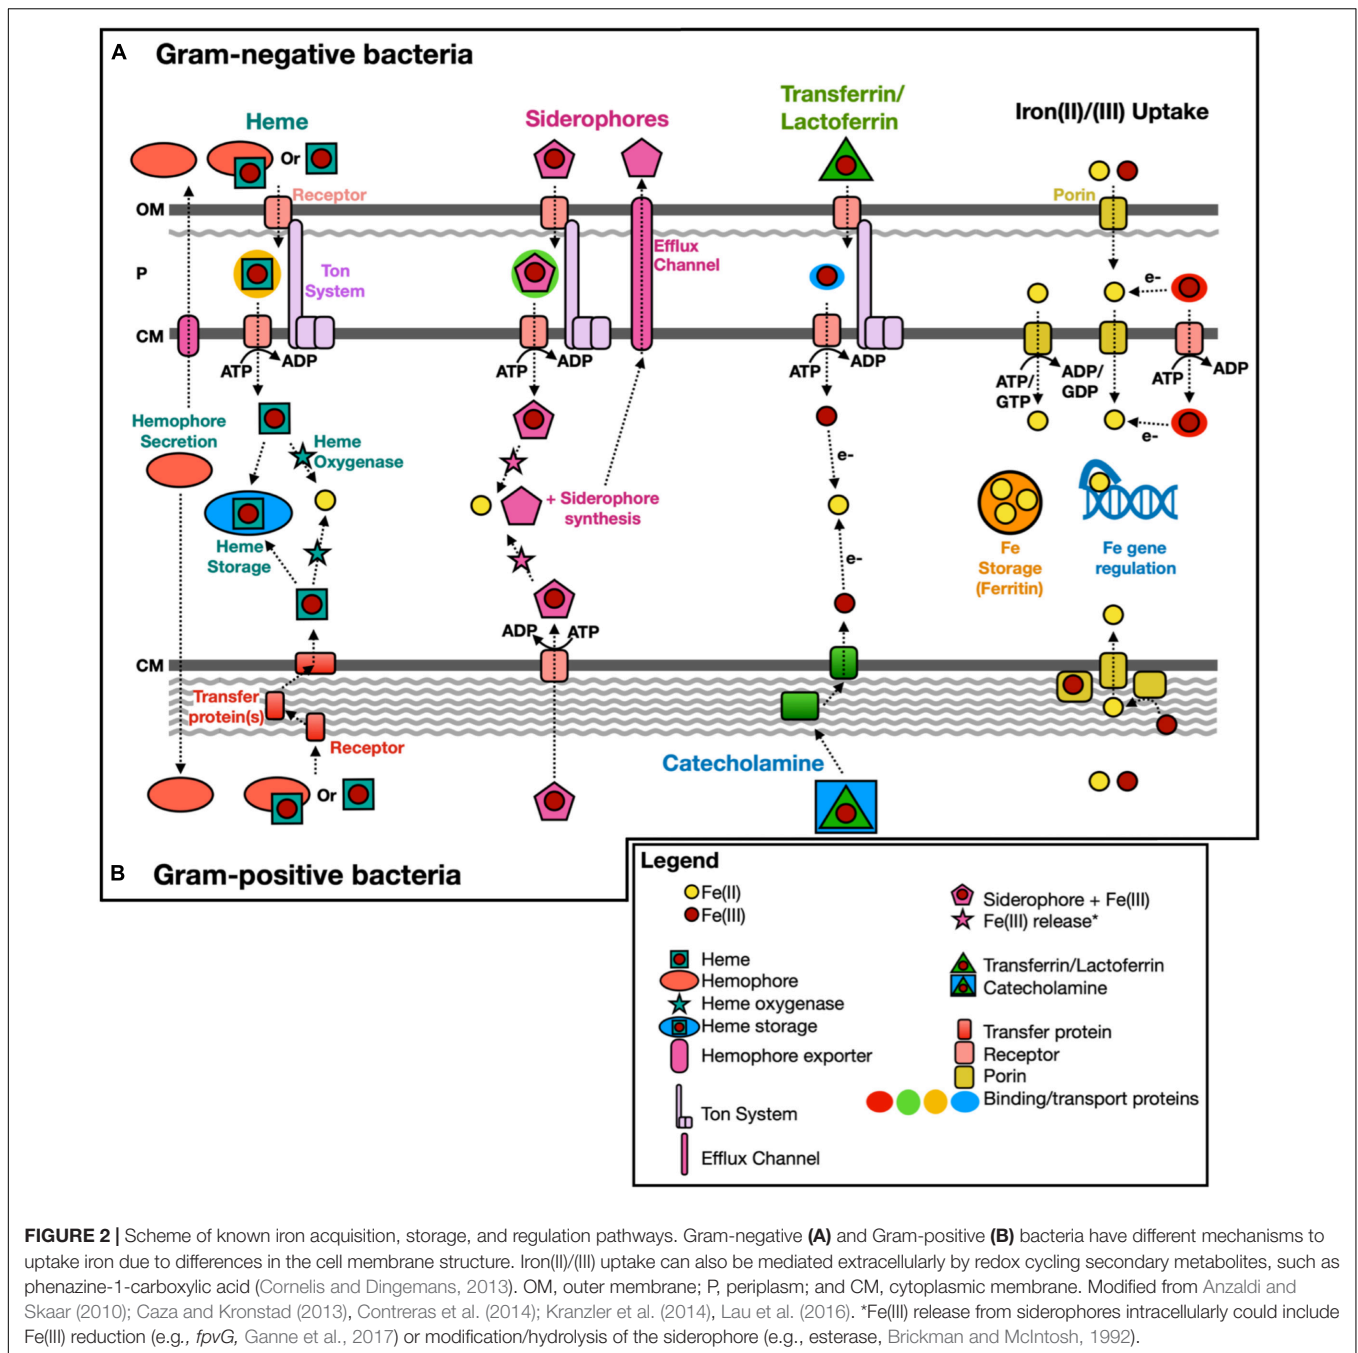 A Gram-negative bacteria
Heme
Siderophores
Transferrin/
Lactoferrin
Iron(II)/(III) Uptake
Or
Receptor
Porin
OM
Efflux
Channel
P
Ton
System
e-
CM
ATP
ADP
ATP
ADP
ATP
ADP
ATP/
GTP
ADP/
GDP
ATP
ADP
Hemophore
Secretion
Heme
Oxygenase
e-
e-
+ Siderophore
synthesis
Heme
Storage
e-
Fe
Storage
(Ferritin)
Fe gene
regulation
ADP
ATP
CM
Transfer
protein(s)
Receptor
Catecholamine
Or
B Gram-positive bacteria
Legend
Fe(II)
Fe(III)
Heme
Hemophore
Heme oxygenase
Heme storage
Hemophore exporter
Ton System
Efflux Channel
Siderophore + Fe(III)
Fe(III) release*
Transferrin/Lactoferrin
Catecholamine
Transfer protein
Receptor
Porin
Binding/transport proteins
FIGURE 2 | Scheme of known iron acquisition, storage, and regulation pathways. Gram-negative (A) and Gram-positive (B) bacteria have different mechanisms to
uptake iron due to differences in the cell membrane structure. Iron(II)/(III) uptake can also be mediated extracellularly by redox cycling secondary metabolites, such as
phenazine-1-carboxylic acid (Cornelis and Dingemans, 2013). OM, outer membrane; P, periplasm; and CM, cytoplasmic membrane. Modified from Anzaldi and
Skaar (2010); Caza and Kronstad (2013), Contreras et al. (2014); Kranzler et al. (2014), Lau et al. (2016). *Fe(III) release from siderophores intracellularly could include
Fe(III) reduction (e.g., fpvG, Ganne et al., 2017) or modification/hydrolysis of the siderophore (e.g., esterase, Brickman and McIntosh, 1992).